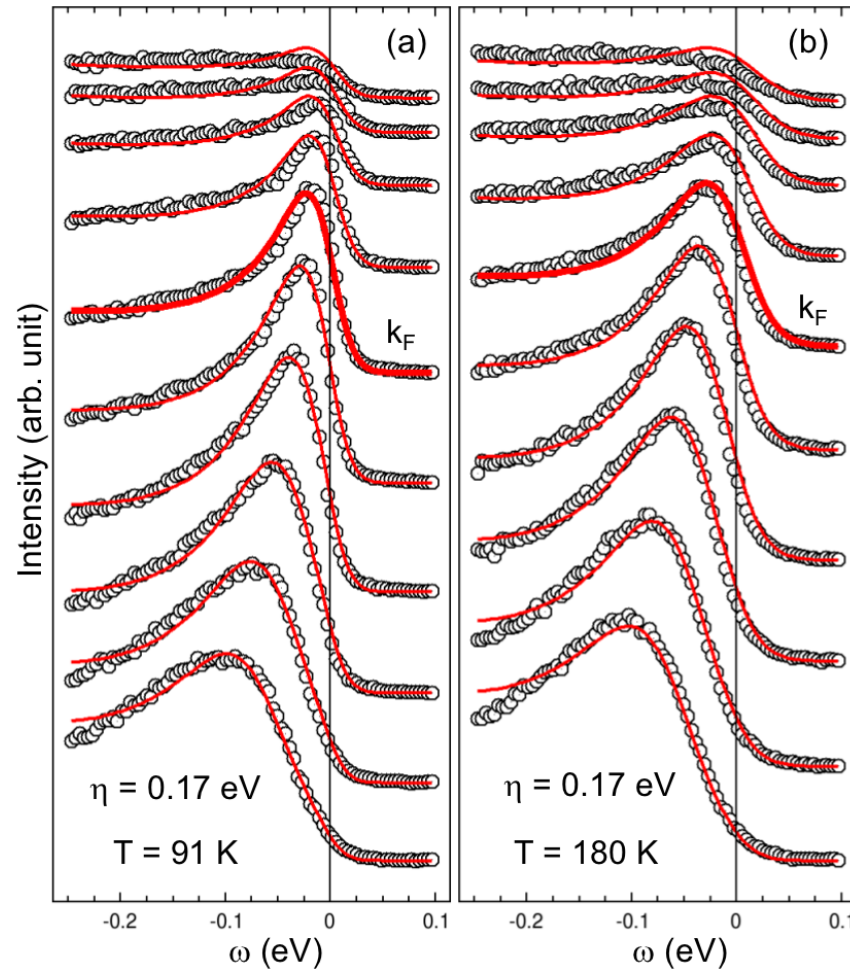 (a)
(b)
k_F
k_F
Intensity (arb. unit)
η = 0.17 eV
T = 91 K
η = 0.17 eV
T = 180 K
-0.2 -0.1 0 0.1
-0.2 -0.1 0 0.1
ω (eV)
ω (eV)